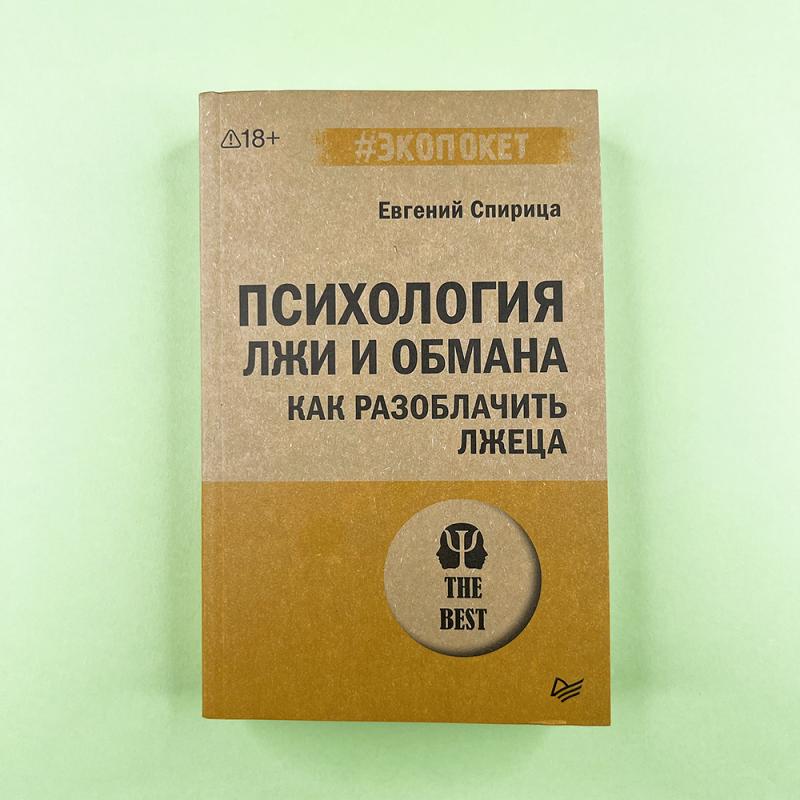 18+
#ЭКОПОКЕТ
Евгений Спирица
ПСИХОЛОГИЯ
ЛЖИ И ОБМАНА
КАК РАЗОБЛАЧИТЬ
ЛЖЕЦА
THE
BEST